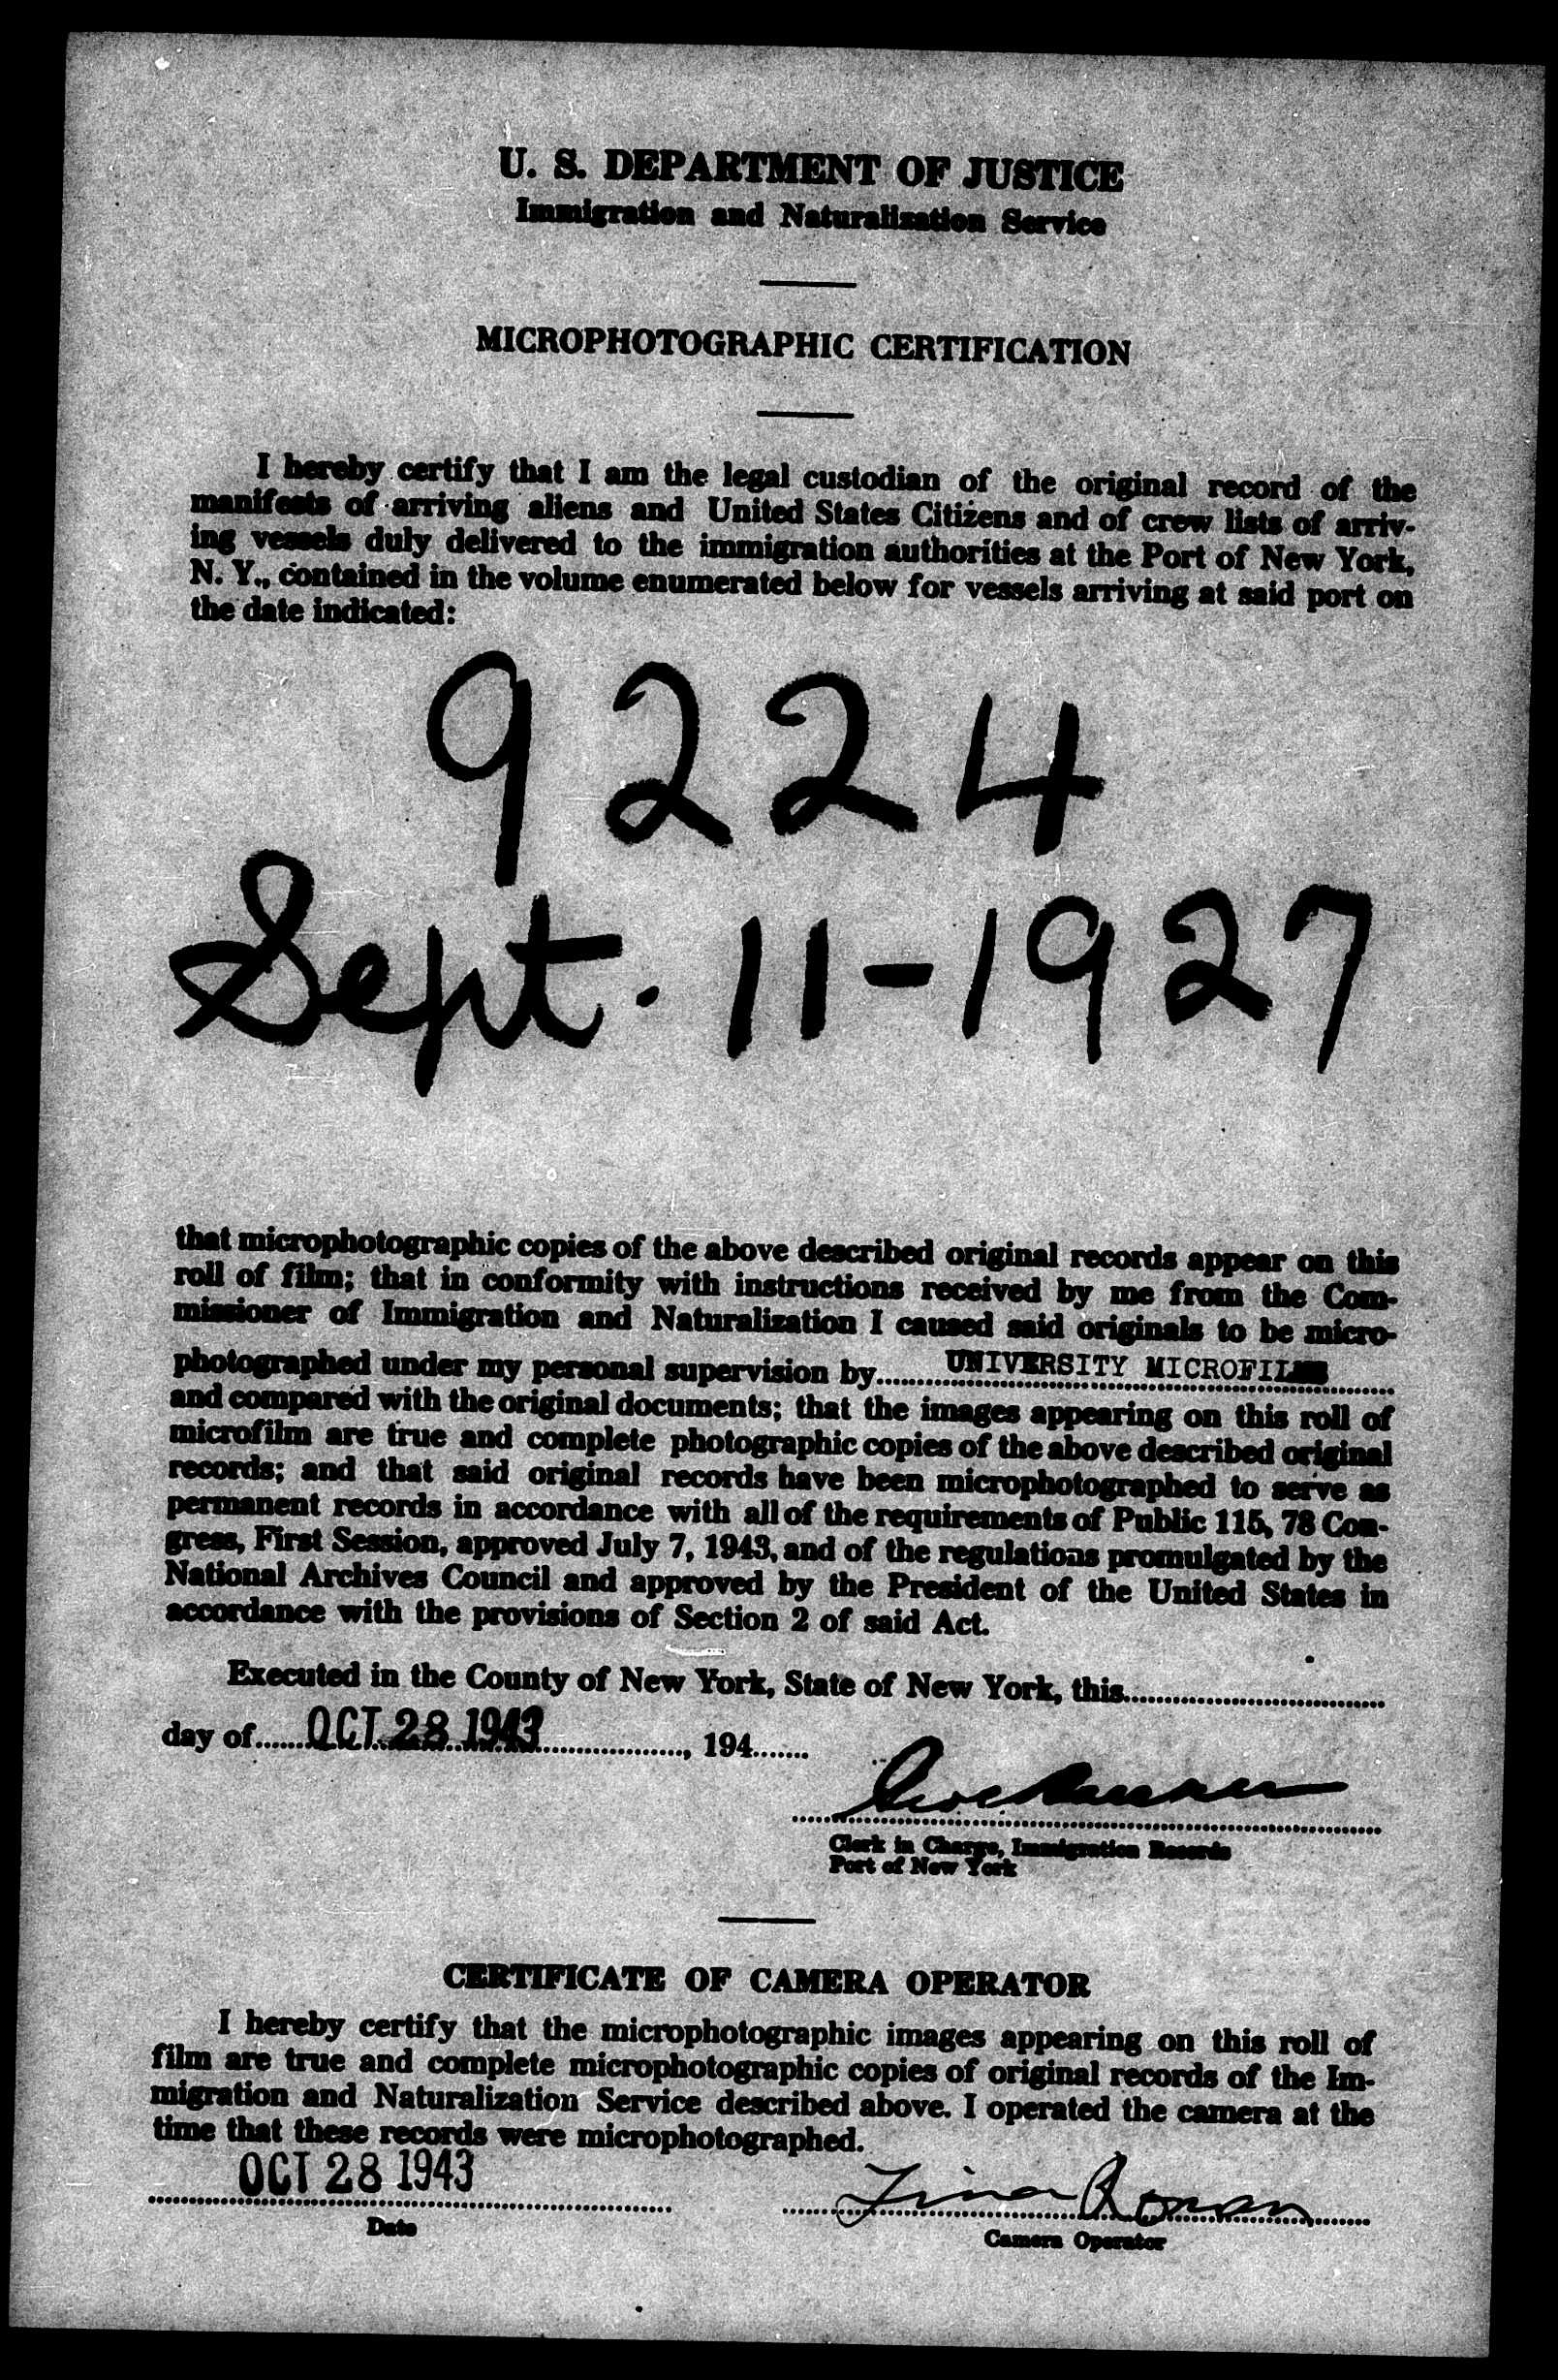 U. S. DEPARTMENT OF JUSTICE
Immigration and Naturalization Service
MICROPHOTOGRAPHIC CERTIFICATION
I hereby certify that I am the legal custodian of the original record of the
manifests of arriving aliens and United States Citizens and of crew lists of arriv-
ing vessels duly delivered to the immigration authorities at the Port of New York,
N. Y., contained in the volume enumerated below for vessels arriving at said port on
the date indicated:
9224
Sept. 11-1927
that microphotographic copies of the above described original records appear on this
roll of film; that in conformity with instructions received by me from the Com-
missioner of Immigration and Naturalization I caused said originals to be micro-
photographed under my personal supervision by UNIVERSITY MICROFILMS
and compared with the original documents; that the images appearing on this roll of
microfilm are true and complete photographic copies of the above described original
records; and that said original records have been microphotographed to serve as
permanent records in accordance with all of the requirements of Public 115, 78 Con-
gress, First Session, approved July 7, 1943, and of the regulations promulgated by the
National Archives Council and approved by the President of the United States in
accordance with the provisions of Section 2 of said Act.
Executed in the County of New York, State of New York, this
day of OCT 28 1943, 194
Clerk in Charge, Immigration Records
Port of New York
CERTIFICATE OF CAMERA OPERATOR
I hereby certify that the microphotographic images appearing on this roll of
film are true and complete microphotographic copies of original records of the Im-
migration and Naturalization Service described above. I operated the camera at the
time that these records were microphotographed.
OCT 28 1943
Date
Camera Operator